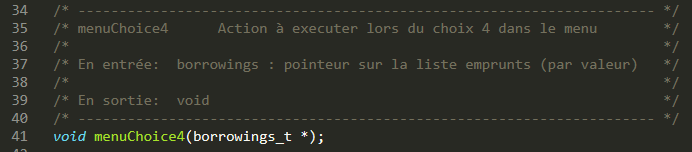 34 /* ---------------------------------------------------------------------- */
35 /* menuChoice4      Action à executer lors du choix 4 dans le menu        */
36 /*                                                                        */
37 /* En entrée:  borrowings : pointeur sur la liste emprunts (par valeur)   */
38 /*                                                                        */
39 /* En sortie:  void                                                       */
40 /* ---------------------------------------------------------------------- */
41 void menuChoice4(borrowings_t *);